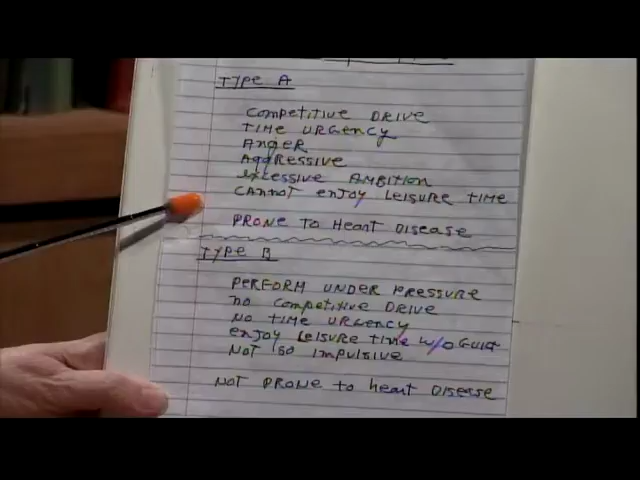 TYPE A
COMPETITIVE DRIVE
TIME URGENCY
ANGER
AGGRESSIVE
EXCESSIVE AMBITION
CANNOT ENJOY LEISURE TIME
PRONE TO HEART DISEASE
TYPE B
PERFORM UNDER PRESSURE
NO COMPETITIVE DRIVE
NO TIME URGENCY
ENJOY LEISURE TIME W/O GUILT
NOT SO IMPULSIVE
NOT PRONE TO HEART DISEASE